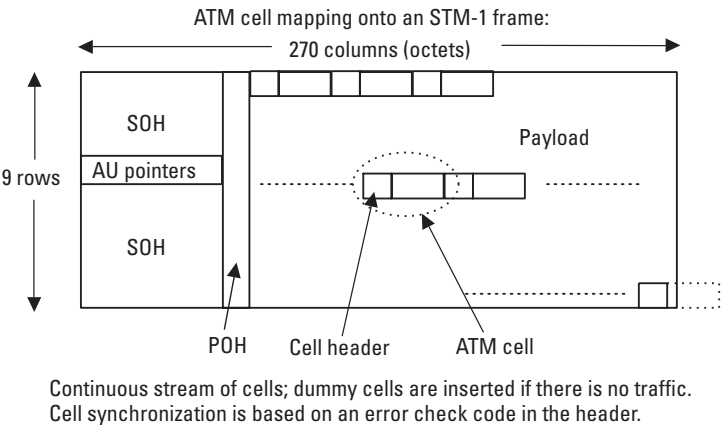 ATM cell mapping onto an STM-1 frame:
270 columns (octets)
SOH
Payload
AU pointers
9 rows
SOH
POH
Cell header
ATM cell
Continuous stream of cells; dummy cells are inserted if there is no traffic.
Cell synchronization is based on an error check code in the header.